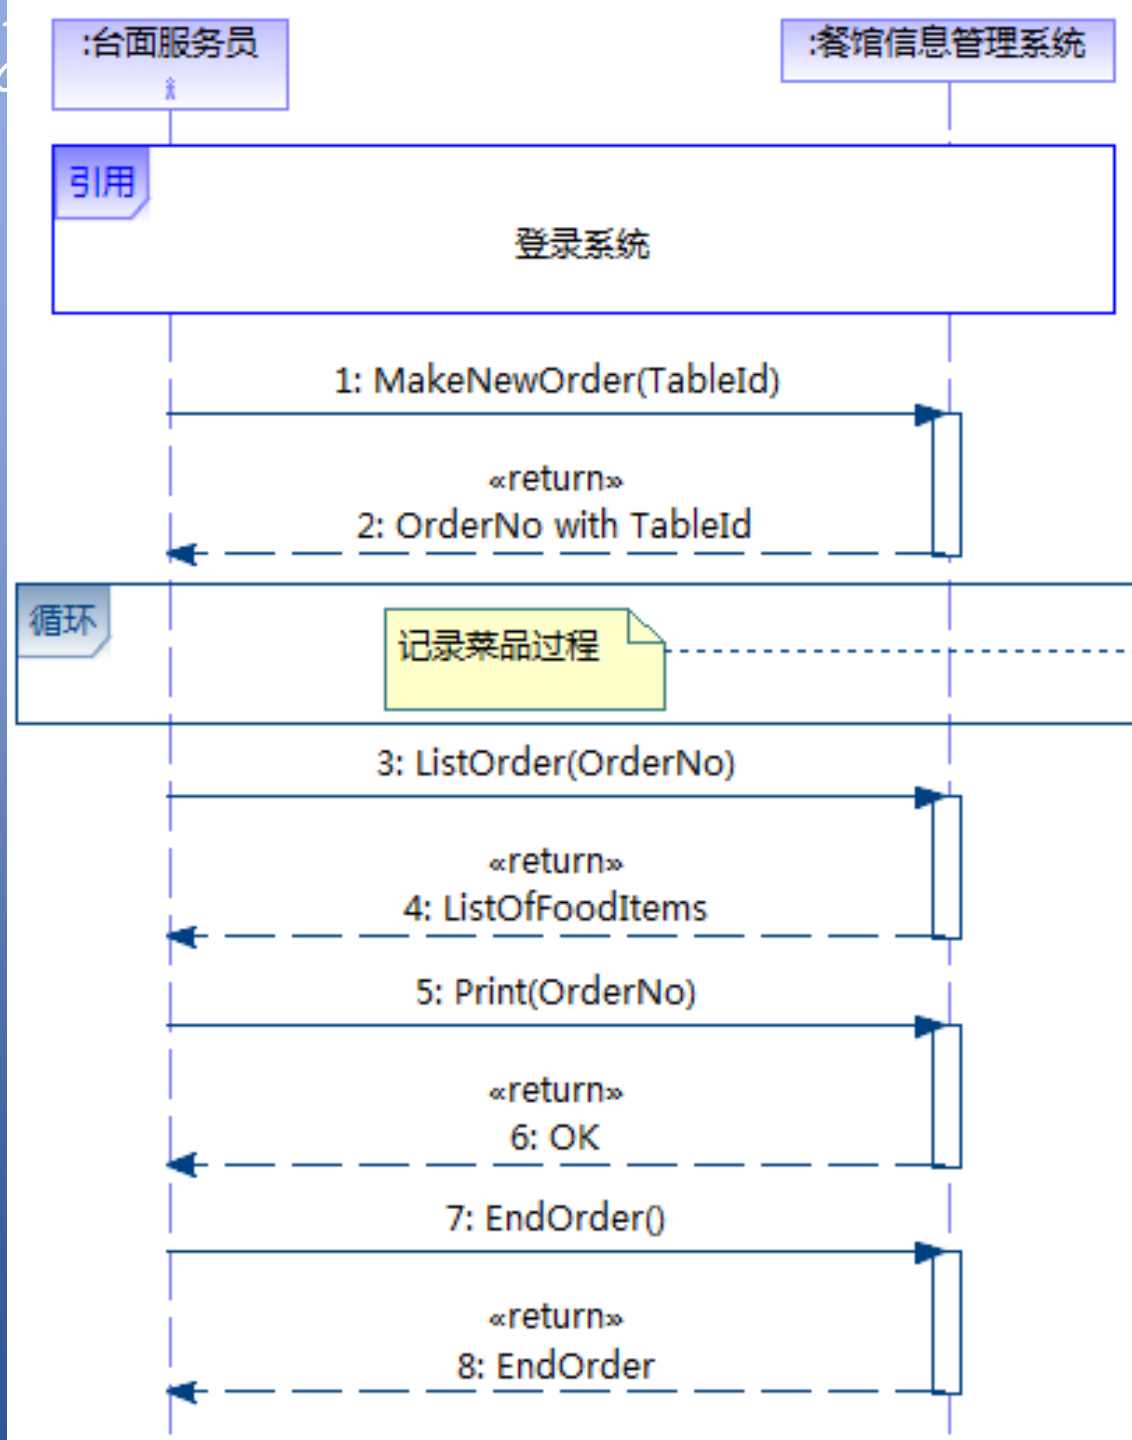 :台面服务员
:餐馆信息管理系统
引用
登录系统
1: MakeNewOrder(TableId)
«return»
2: OrderNo with TableId
循环
记录菜品过程
3: ListOrder(OrderNo)
«return»
4: ListOfFoodItems
5: Print(OrderNo)
«return»
6: OK
7: EndOrder()
«return»
8: EndOrder